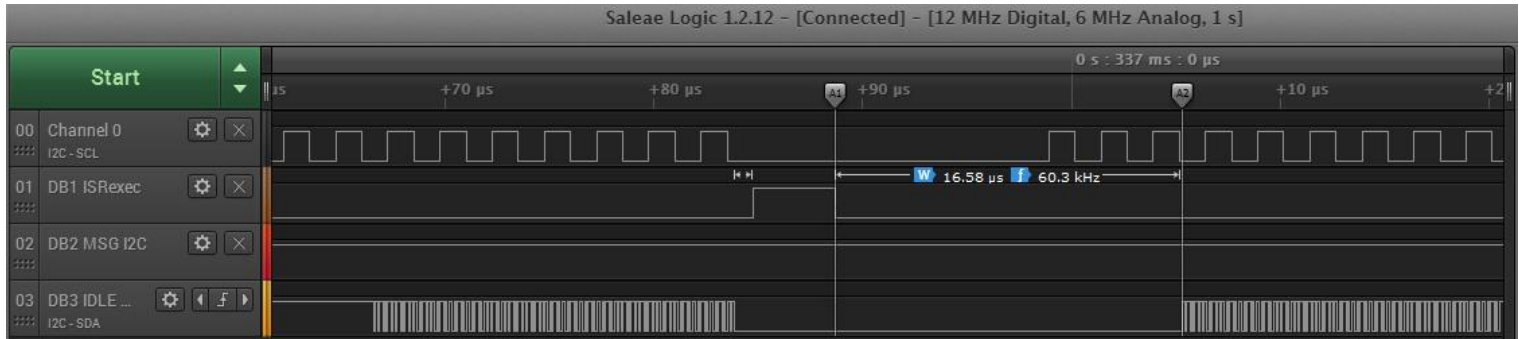 Saleae Logic 1.2.12 - [Connected] - [12 MHz Digital, 6 MHz Analog, 1 s]
Start
0 s : 337 ms : 0 µs
µs +70 µs +80 µs A1 +90 µs A2 +10 µs +2
00 Channel 0
I2C - SCL
W 16.58 µs f 60.3 kHz
01 DB1 ISRexec
02 DB2 MSG I2C
03 DB3 IDLE ...
I2C - SDA